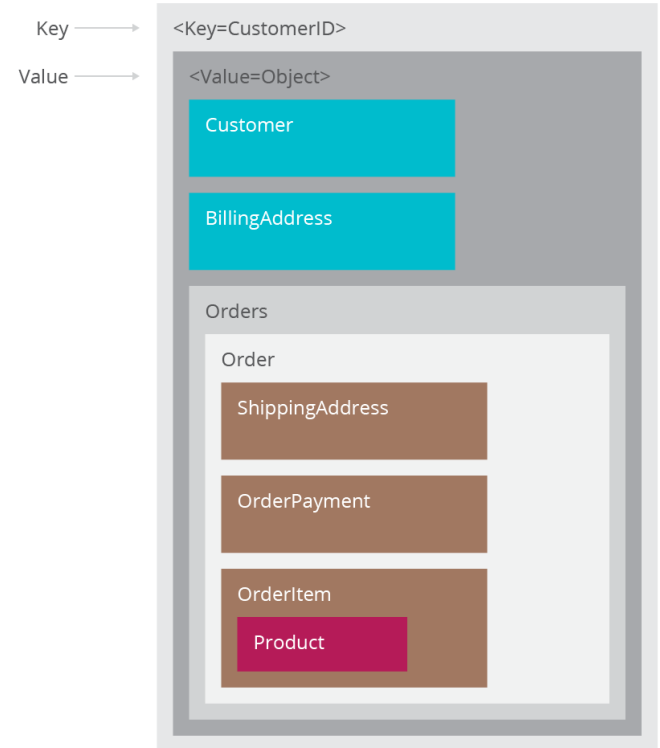 Key
<Key=CustomerID>
Value
<Value=Object>
Customer
BillingAddress
Orders
Order
ShippingAddress
OrderPayment
OrderItem
Product